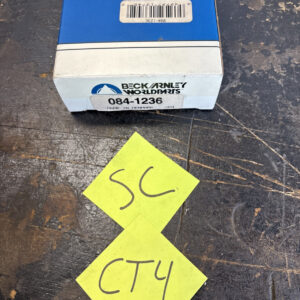 BECK/ARNLEY
WORLDPARTS
084-1236
SC
CT4